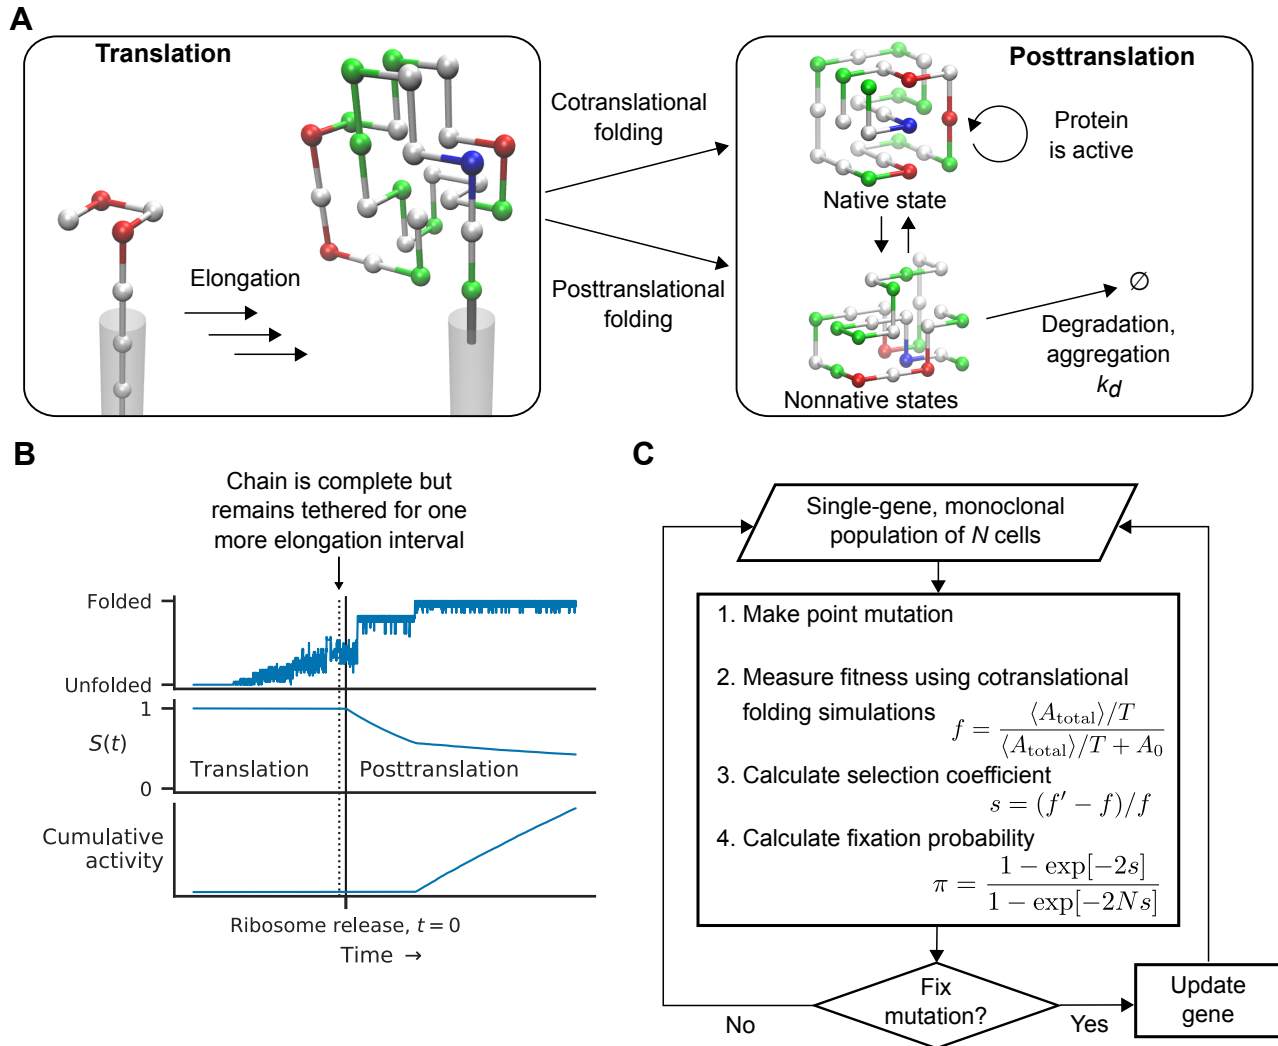 A
Translation
Elongation
Cotranslational
folding
Posttranslational
folding
Posttranslation
Protein
is active
Native state
∅
Degradation,
aggregation
k_d
Nonnative states
B
Chain is complete but
remains tethered for one
more elongation interval
Folded
Unfolded
1
S(t)
0
Translation
Posttranslation
Cumulative
activity
Ribosome release, t = 0
Time →
C
Single-gene, monoclonal
population of N cells
1. Make point mutation
2. Measure fitness using cotranslational
folding simulations f = ⟨A_total⟩/T / (⟨A_total⟩/T + A_0)
3. Calculate selection coefficient
s = (f′ − f)/f
4. Calculate fixation probability
π = (1 − exp[−2s]) / (1 − exp[−2Ns])
Fix
mutation?
No
Yes
Update
gene